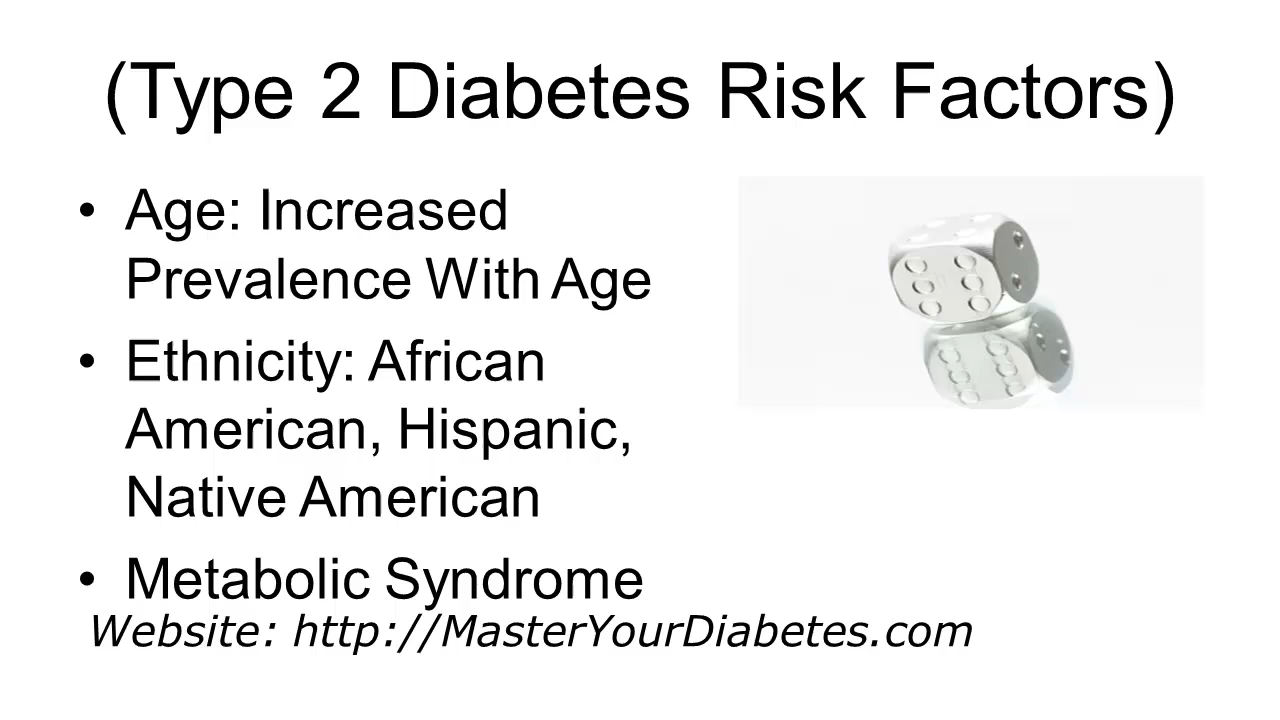 (Type 2 Diabetes Risk Factors)
• Age: Increased
Prevalence With Age
• Ethnicity: African
American, Hispanic,
Native American
• Metabolic Syndrome
Website: http://MasterYourDiabetes.com